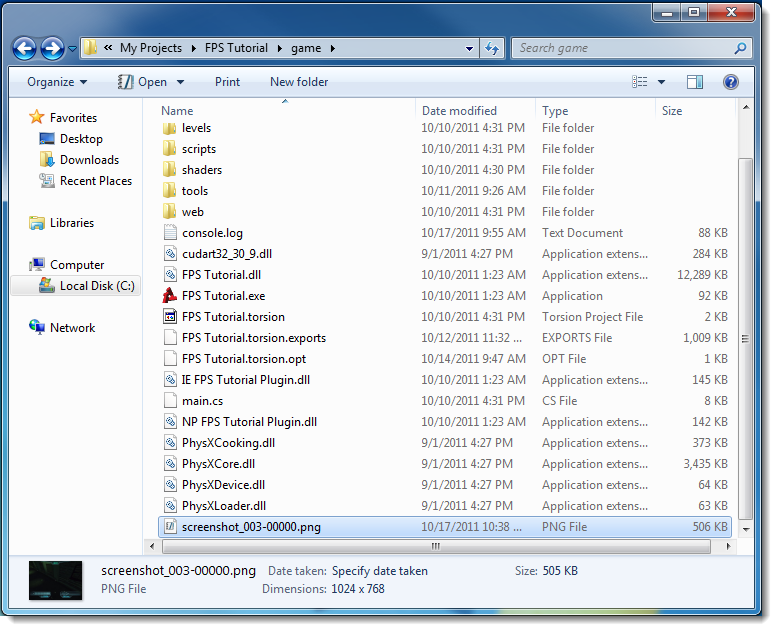 « My Projects FPS Tutorial game Search game
Organize Open Print New folder
Name Date modified Type Size
levels 10/10/2011 4:31 PM File folder
scripts 10/10/2011 4:31 PM File folder
shaders 10/10/2011 4:30 PM File folder
tools 10/11/2011 9:26 AM File folder
web 10/10/2011 4:31 PM File folder
console.log 10/17/2011 9:55 AM Text Document 88 KB
cudart32_30_9.dll 9/1/2011 4:27 PM Application extens... 284 KB
FPS Tutorial.dll 10/10/2011 1:23 AM Application extens... 12,289 KB
FPS Tutorial.exe 10/10/2011 1:23 AM Application 92 KB
FPS Tutorial.torsion 10/10/2011 4:31 PM Torsion Project File 2 KB
FPS Tutorial.torsion.exports 10/12/2011 11:32 ... EXPORTS File 1,009 KB
FPS Tutorial.torsion.opt 10/14/2011 9:47 AM OPT File 1 KB
IE FPS Tutorial Plugin.dll 10/10/2011 1:23 AM Application extens... 145 KB
main.cs 10/10/2011 4:31 PM CS File 8 KB
NP FPS Tutorial Plugin.dll 10/10/2011 1:23 AM Application extens... 142 KB
PhysXCooking.dll 9/1/2011 4:27 PM Application extens... 373 KB
PhysXCore.dll 9/1/2011 4:27 PM Application extens... 3,435 KB
PhysXDevice.dll 9/1/2011 4:27 PM Application extens... 64 KB
PhysXLoader.dll 9/1/2011 4:27 PM Application extens... 63 KB
screenshot_003-00000.png 10/17/2011 10:38 ... PNG File 506 KB
Favorites
Desktop
Downloads
Recent Places
Libraries
Computer
Local Disk (C:)
Network
screenshot_003-00000.png Date taken: Specify date taken Size: 505 KB
PNG File Dimensions: 1024 x 768